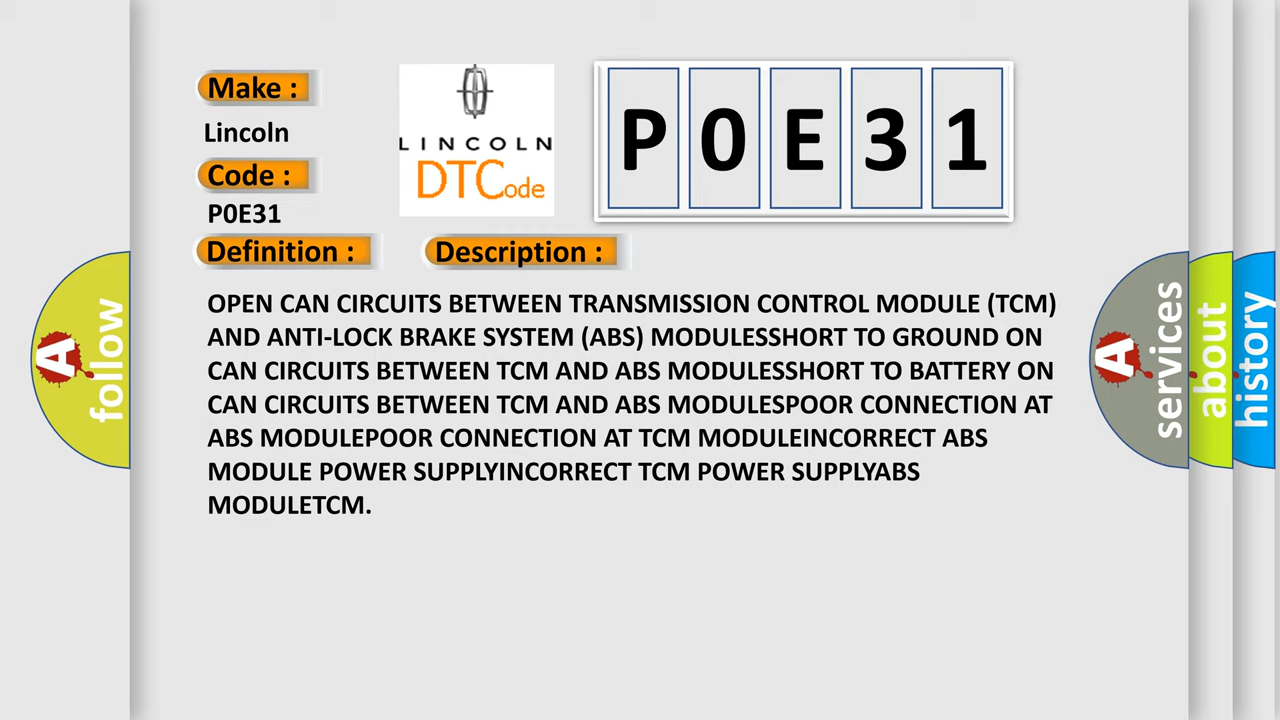 Make :
Lincoln
Code :
P0E31
Definition :
Description :
LINCOLN
DTCode
P0E31
OPEN CAN CIRCUITS BETWEEN TRANSMISSION CONTROL MODULE (TCM)
AND ANTI-LOCK BRAKE SYSTEM (ABS) MODULESSHORT TO GROUND ON
CAN CIRCUITS BETWEEN TCM AND ABS MODULESSHORT TO BATTERY ON
CAN CIRCUITS BETWEEN TCM AND ABS MODULESPOOR CONNECTION AT
ABS MODULEPOOR CONNECTION AT TCM MODULEINCORRECT ABS
MODULE POWER SUPPLYINCORRECT TCM POWER SUPPLYABS
MODULETCM.
A follow
A services
about
history